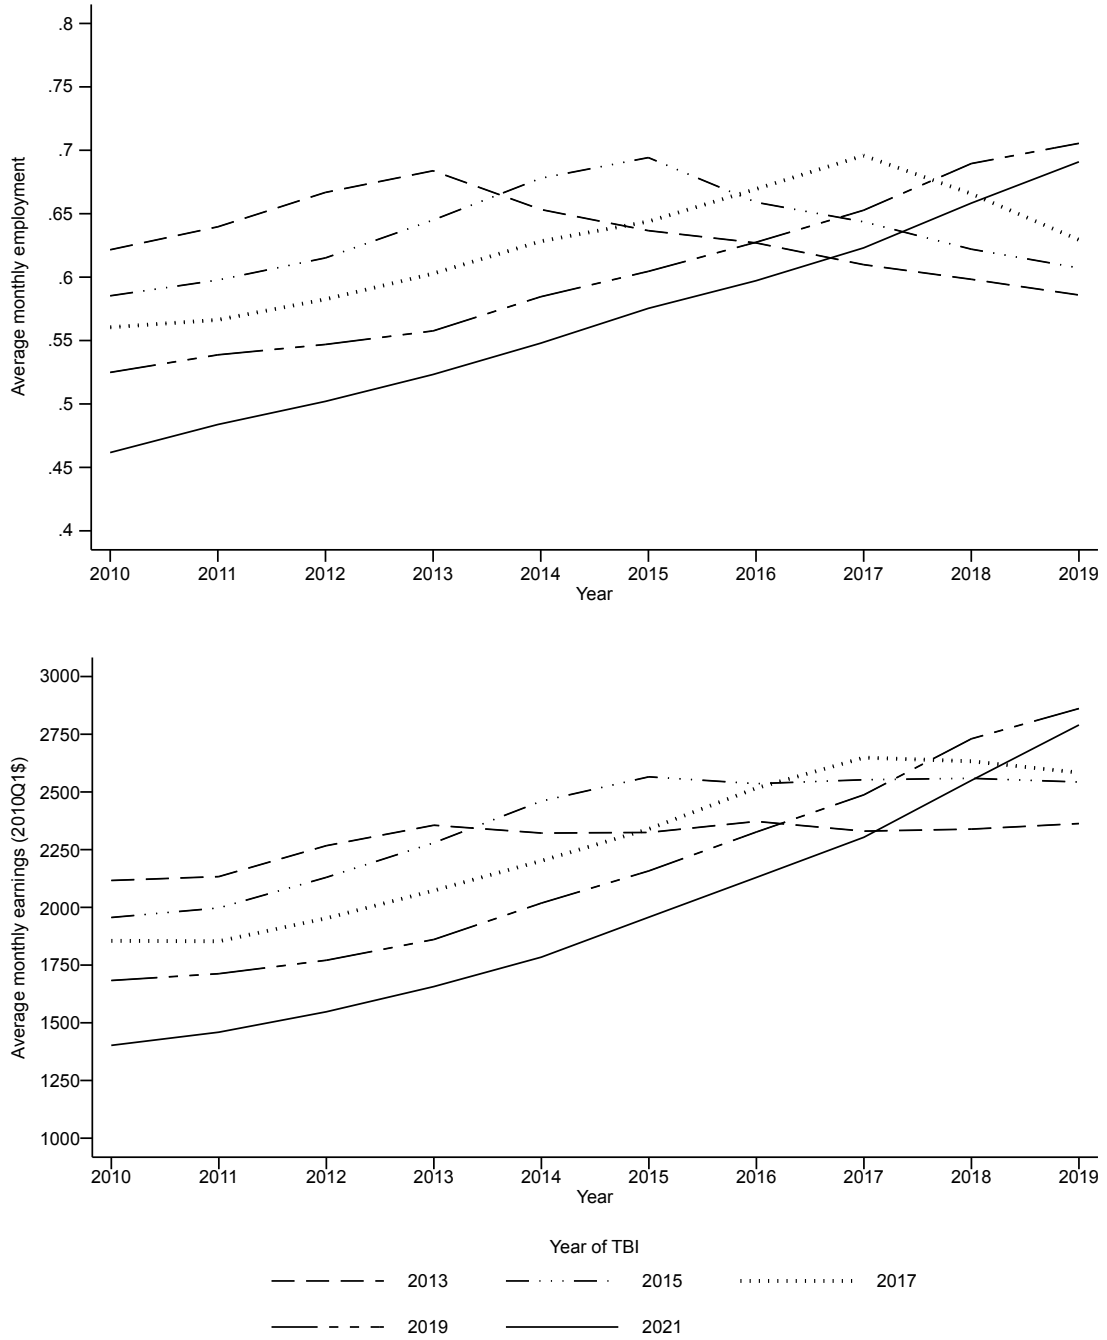 .8
.75
.7
.65
.6
.55
.5
.45
.4
Average monthly employment
2010 2011 2012 2013 2014 2015 2016 2017 2018 2019
Year
3000
2750
2500
2250
2000
1750
1500
1250
1000
Average monthly earnings (2010Q1$)
2010 2011 2012 2013 2014 2015 2016 2017 2018 2019
Year
Year of TBI
2013 2015 2017
2019 2021